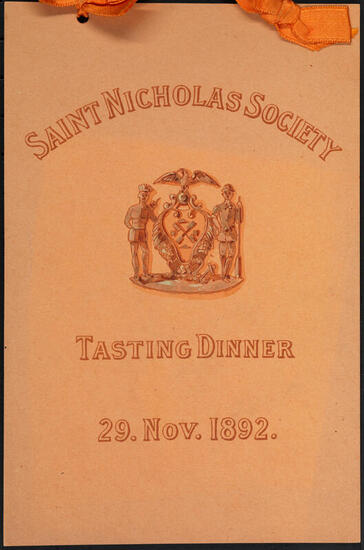 SAINT NICHOLAS SOCIETY
TASTING DINNER
29. NOV. 1892.